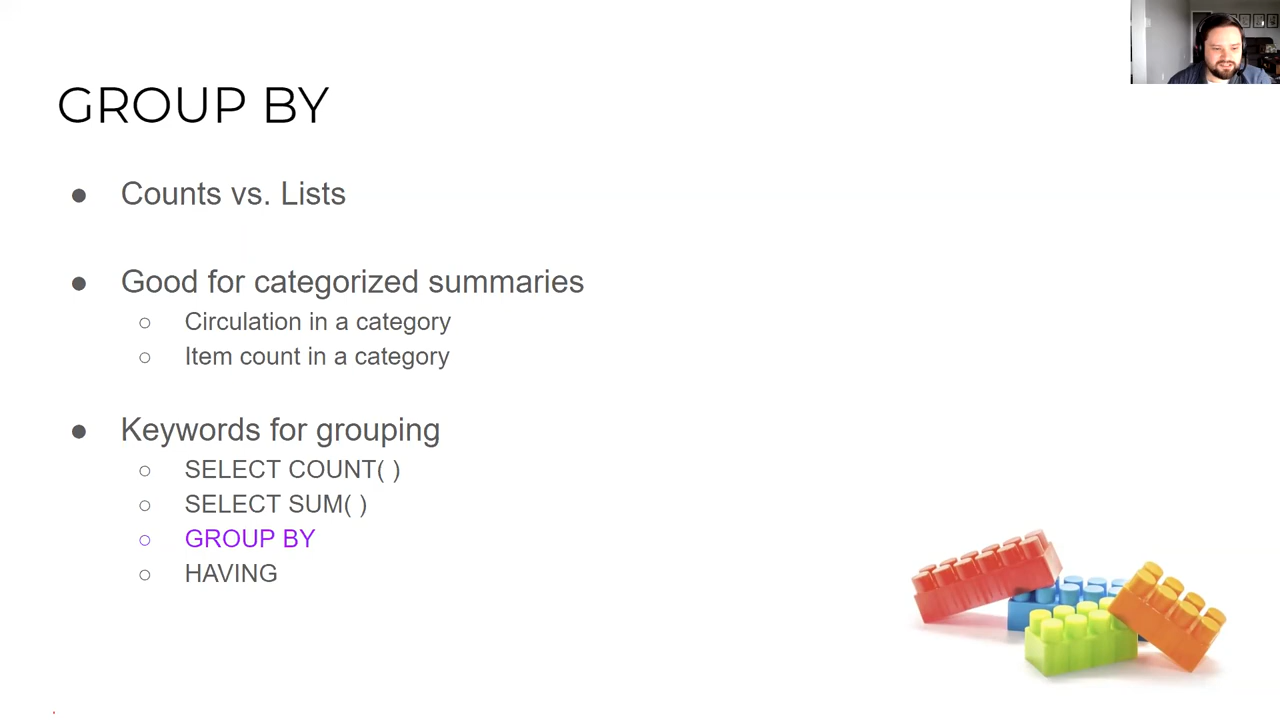 GROUP BY
● Counts vs. Lists
● Good for categorized summaries
○ Circulation in a category
○ Item count in a category
● Keywords for grouping
○ SELECT COUNT( )
○ SELECT SUM( )
○ GROUP BY
○ HAVING